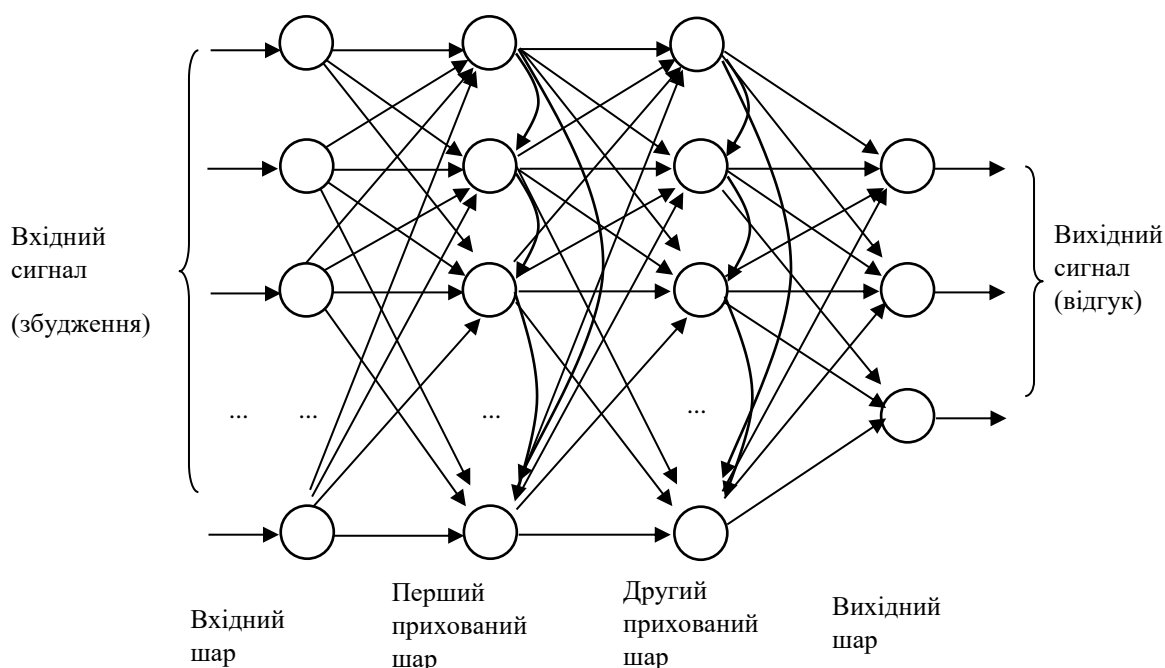 Вхідний
сигнал
(збудження)
Вихідний
сигнал
(відгук)
... ... ... ...
Вхідний
шар
Перший
прихований
шар
Другий
прихований
шар
Вихідний
шар